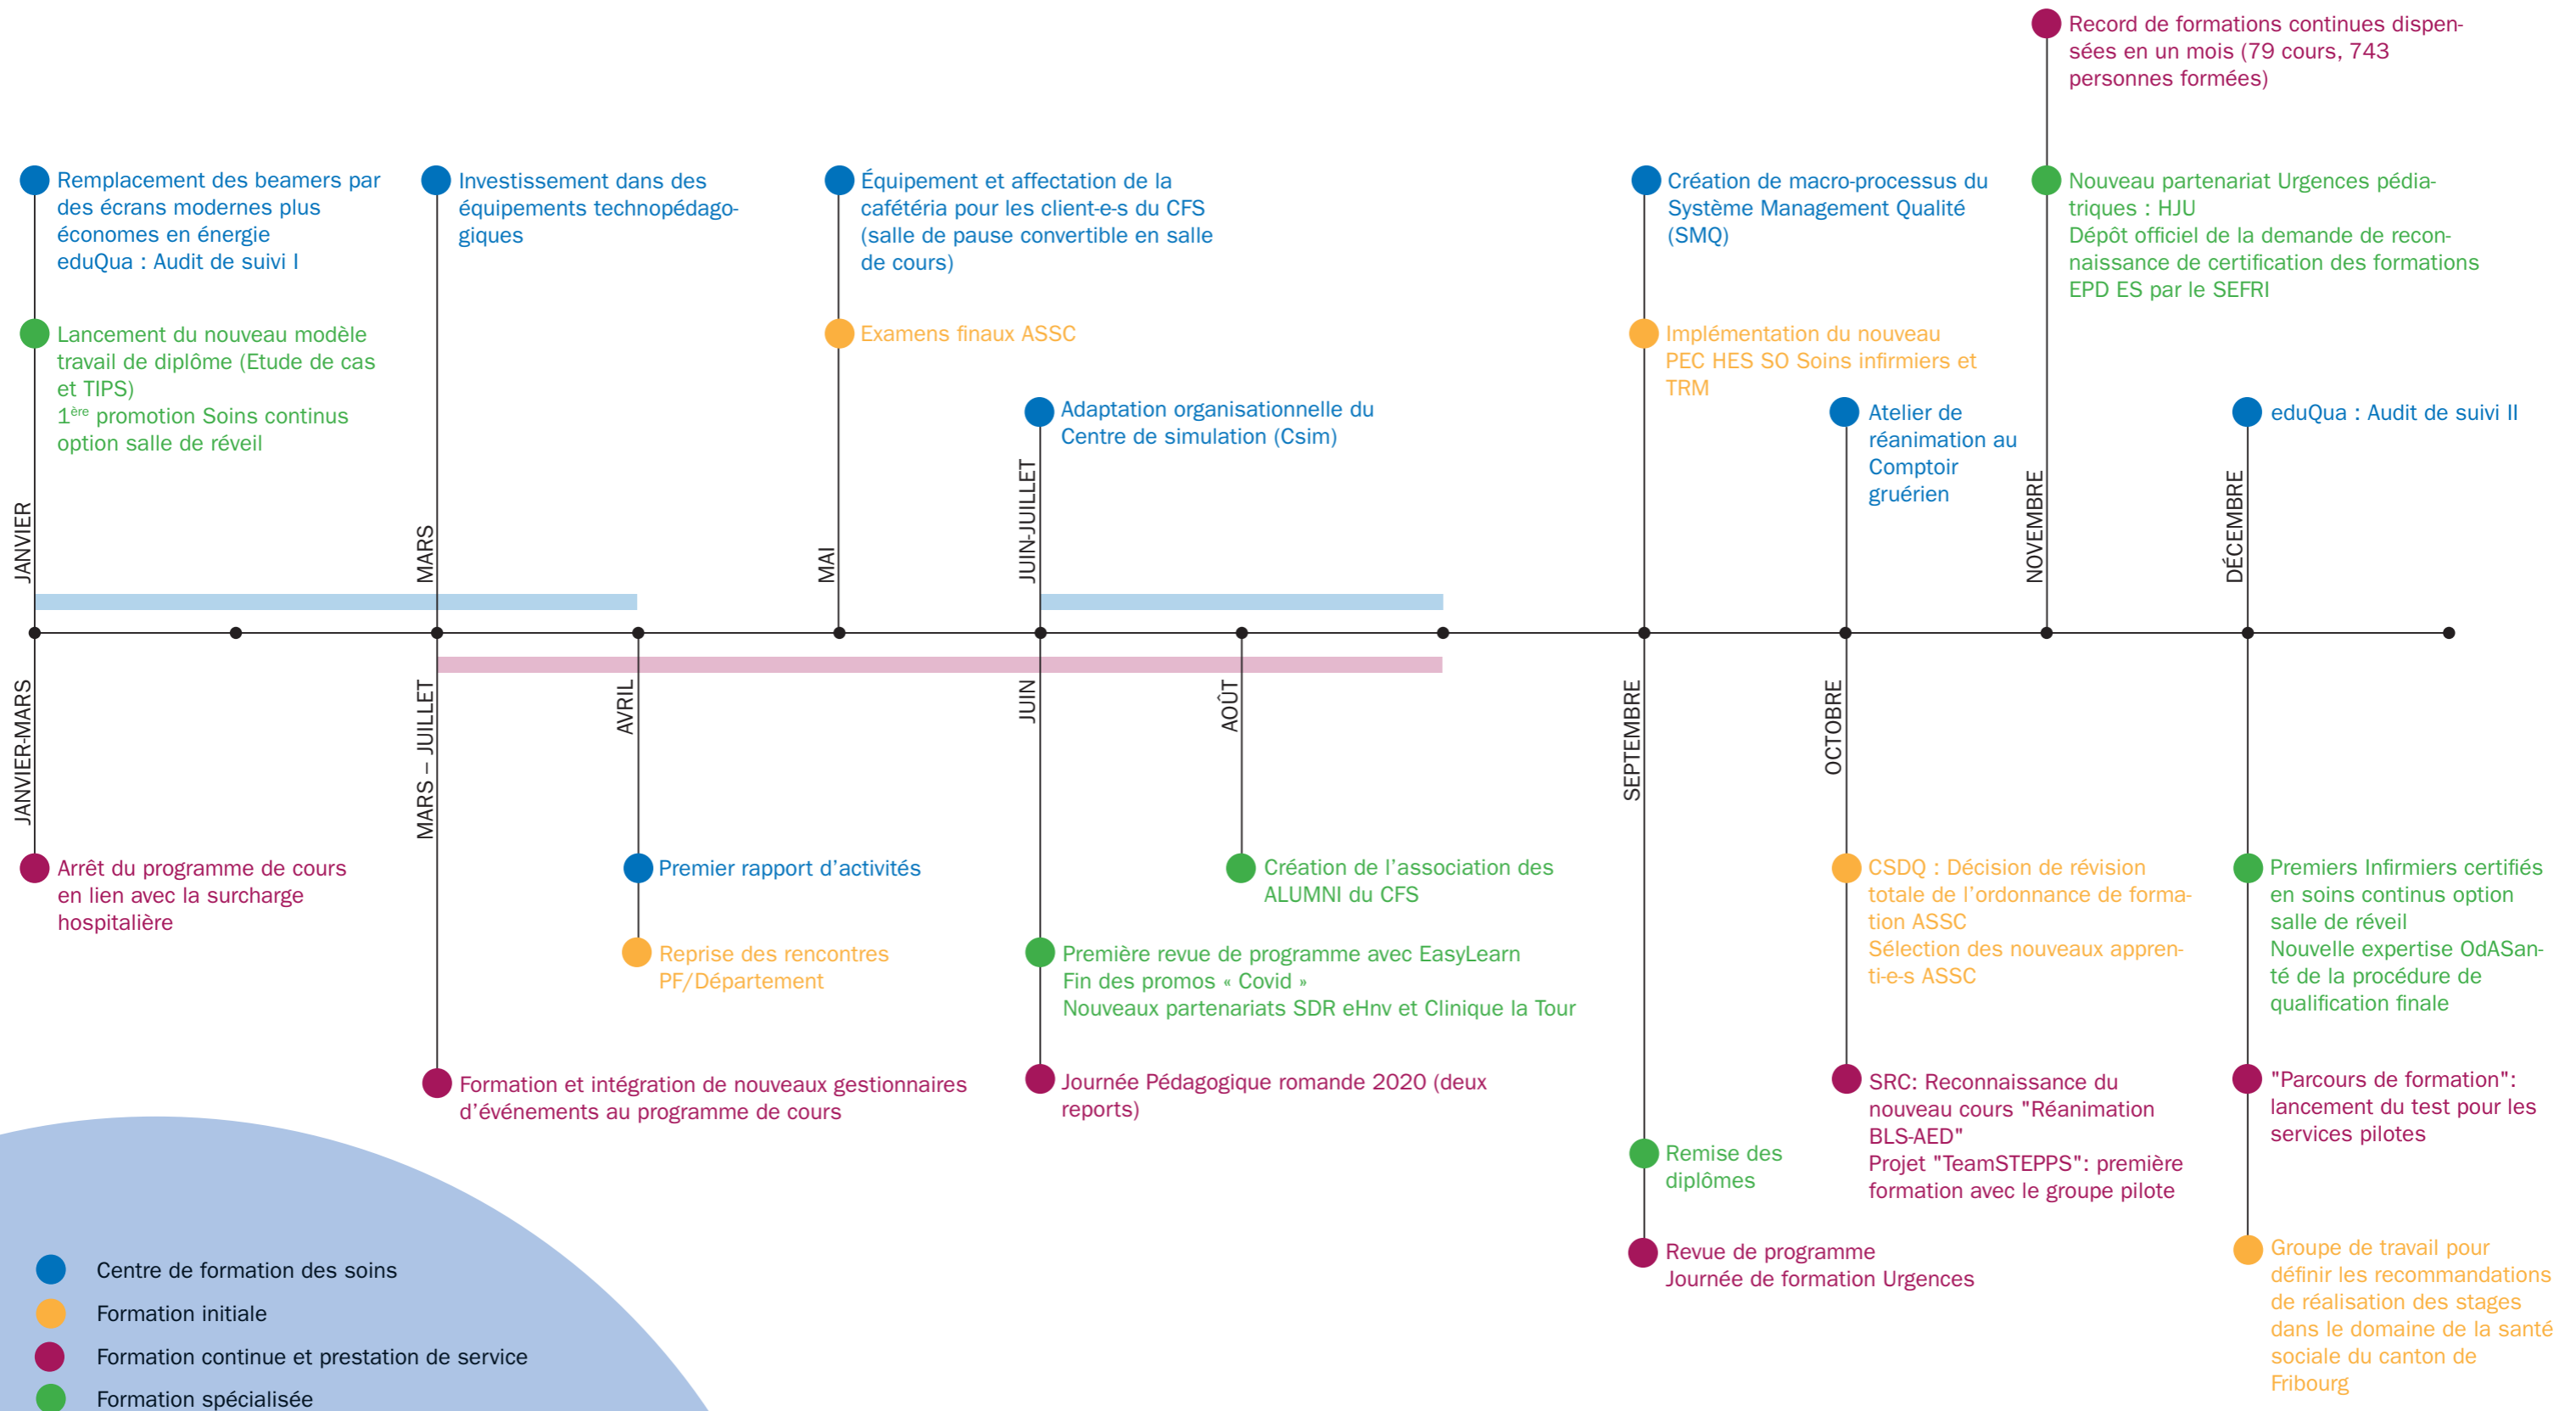 Record de formations continues dispen-
sées en un mois (79 cours, 743
personnes formées)
Remplacement des beamers par
des écrans modernes plus
économes en énergie
eduQua : Audit de suivi I
Investissement dans des
équipements technopédago-
giques
Équipement et affectation de la
cafétéria pour les client-e-s du CFS
(salle de pause convertible en salle
de cours)
Création de macro-processus du
Système Management Qualité
(SMQ)
Nouveau partenariat Urgences pédia-
triques : HJU
Dépôt officiel de la demande de recon-
naissance de certification des formations
EPD ES par le SEFRI
Lancement du nouveau modèle
travail de diplôme (Etude de cas
et TIPS)
1ère promotion Soins continus
option salle de réveil
Examens finaux ASSC
Implémentation du nouveau
PEC HES SO Soins infirmiers et
TRM
Adaptation organisationnelle du
Centre de simulation (Csim)
Atelier de
réanimation au
Comptoir
gruérien
eduQua : Audit de suivi II
JANVIER
MARS
MAI
JUIN-JUILLET
NOVEMBRE
DÉCEMBRE
JANVIER-MARS
MARS – JUILLET
AVRIL
JUIN
AOÛT
SEPTEMBRE
OCTOBRE
Arrêt du programme de cours
en lien avec la surcharge
hospitalière
Premier rapport d’activités
Reprise des rencontres
PF/Département
Création de l’association des
ALUMNI du CFS
Première revue de programme avec EasyLearn
Fin des promos « Covid »
Nouveaux partenariats SDR eHnv et Clinique la Tour
CSDQ : Décision de révision
totale de l’ordonnance de forma-
tion ASSC
Sélection des nouveaux appren-
ti-e-s ASSC
Premiers Infirmiers certifiés
en soins continus option
salle de réveil
Nouvelle expertise OdASan-
té de la procédure de
qualification finale
Formation et intégration de nouveaux gestionnaires
d’événements au programme de cours
Journée Pédagogique romande 2020 (deux
reports)
SRC: Reconnaissance du
nouveau cours "Réanimation
BLS-AED"
Projet "TeamSTEPPS": première
formation avec le groupe pilote
"Parcours de formation":
lancement du test pour les
services pilotes
Remise des
diplômes
Revue de programme
Journée de formation Urgences
Groupe de travail pour
définir les recommandations
de réalisation des stages
dans le domaine de la santé
sociale du canton de
Fribourg
Centre de formation des soins
Formation initiale
Formation continue et prestation de service
Formation spécialisée